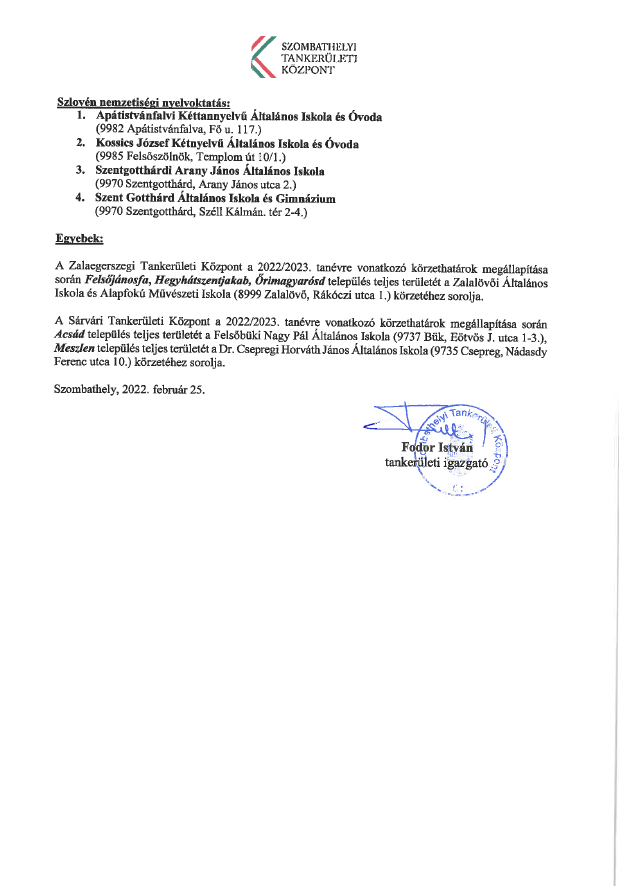 SZOMBATHELYI
TANKERÜLETI
KÖZPONT
Szlovén nemzetiségi nyelvoktatás:
1. Apátistvánfalvi Kéttannyelvű Általános Iskola és Óvoda
(9982 Apátistvánfalva, Fő u. 117.)
2. Kossics József Kétnyelvű Általános Iskola és Óvoda
(9985 Felsőszölnök, Templom út 10/1.)
3. Szentgotthárdi Arany János Általános Iskola
(9970 Szentgotthárd, Arany János utca 2.)
4. Szent Gotthárd Általános Iskola és Gimnázium
(9970 Szentgotthárd, Széll Kálmán. tér 2-4.)
Egyebek:
A Zalaegerszegi Tankerületi Központ a 2022/2023. tanévre vonatkozó körzethatárok megállapítása
során Felsőjánosfa, Hegyhátszentjakab, Őrimagyarósd település teljes területét a Zalalövői Általános
Iskola és Alapfokú Művészeti Iskola (8999 Zalalövő, Rákóczi utca 1.) körzetéhez sorolja.
A Sárvári Tankerületi Központ a 2022/2023. tanévre vonatkozó körzethatárok megállapítása során
Acsád település teljes területét a Felsőbüki Nagy Pál Általános Iskola (9737 Bük, Eötvös J. utca 1-3.),
Meszlen település teljes területét a Dr. Csepregi Horváth János Általános Iskola (9735 Csepreg, Nádasdy
Ferenc utca 10.) körzetéhez sorolja.
Szombathely, 2022. február 25.
Fodor István
tankerületi igazgató